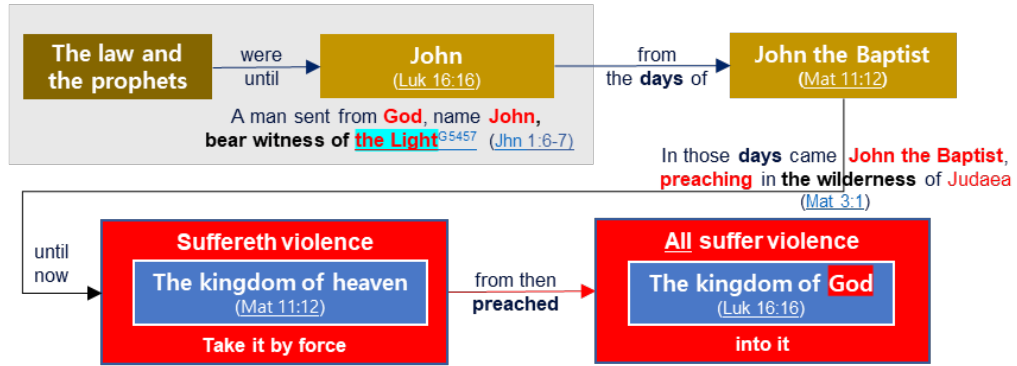 The law and
the prophets
were
until
John
(Luk 16:16)
from
the days of
John the Baptist
(Mat 11:12)
A man sent from God, name John,
bear witness of the LightG5457 (Jhn 1:6-7)
In those days came John the Baptist,
preaching in the wilderness of Judaea
(Mat 3:1)
until
now
Suffereth violence
The kingdom of heaven
(Mat 11:12)
Take it by force
from then
preached
All suffer violence
The kingdom of God
(Luk 16:16)
into it